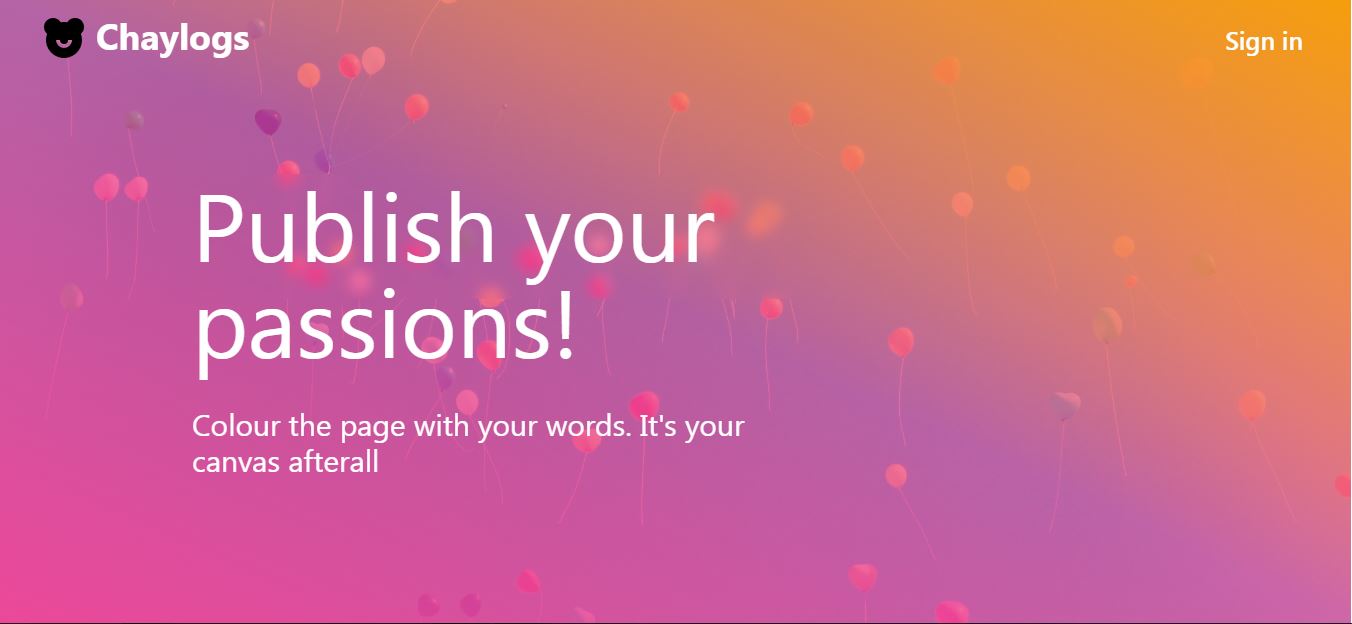 Chaylogs
Sign in
Publish your
passions!
Colour the page with your words. It's your
canvas afterall